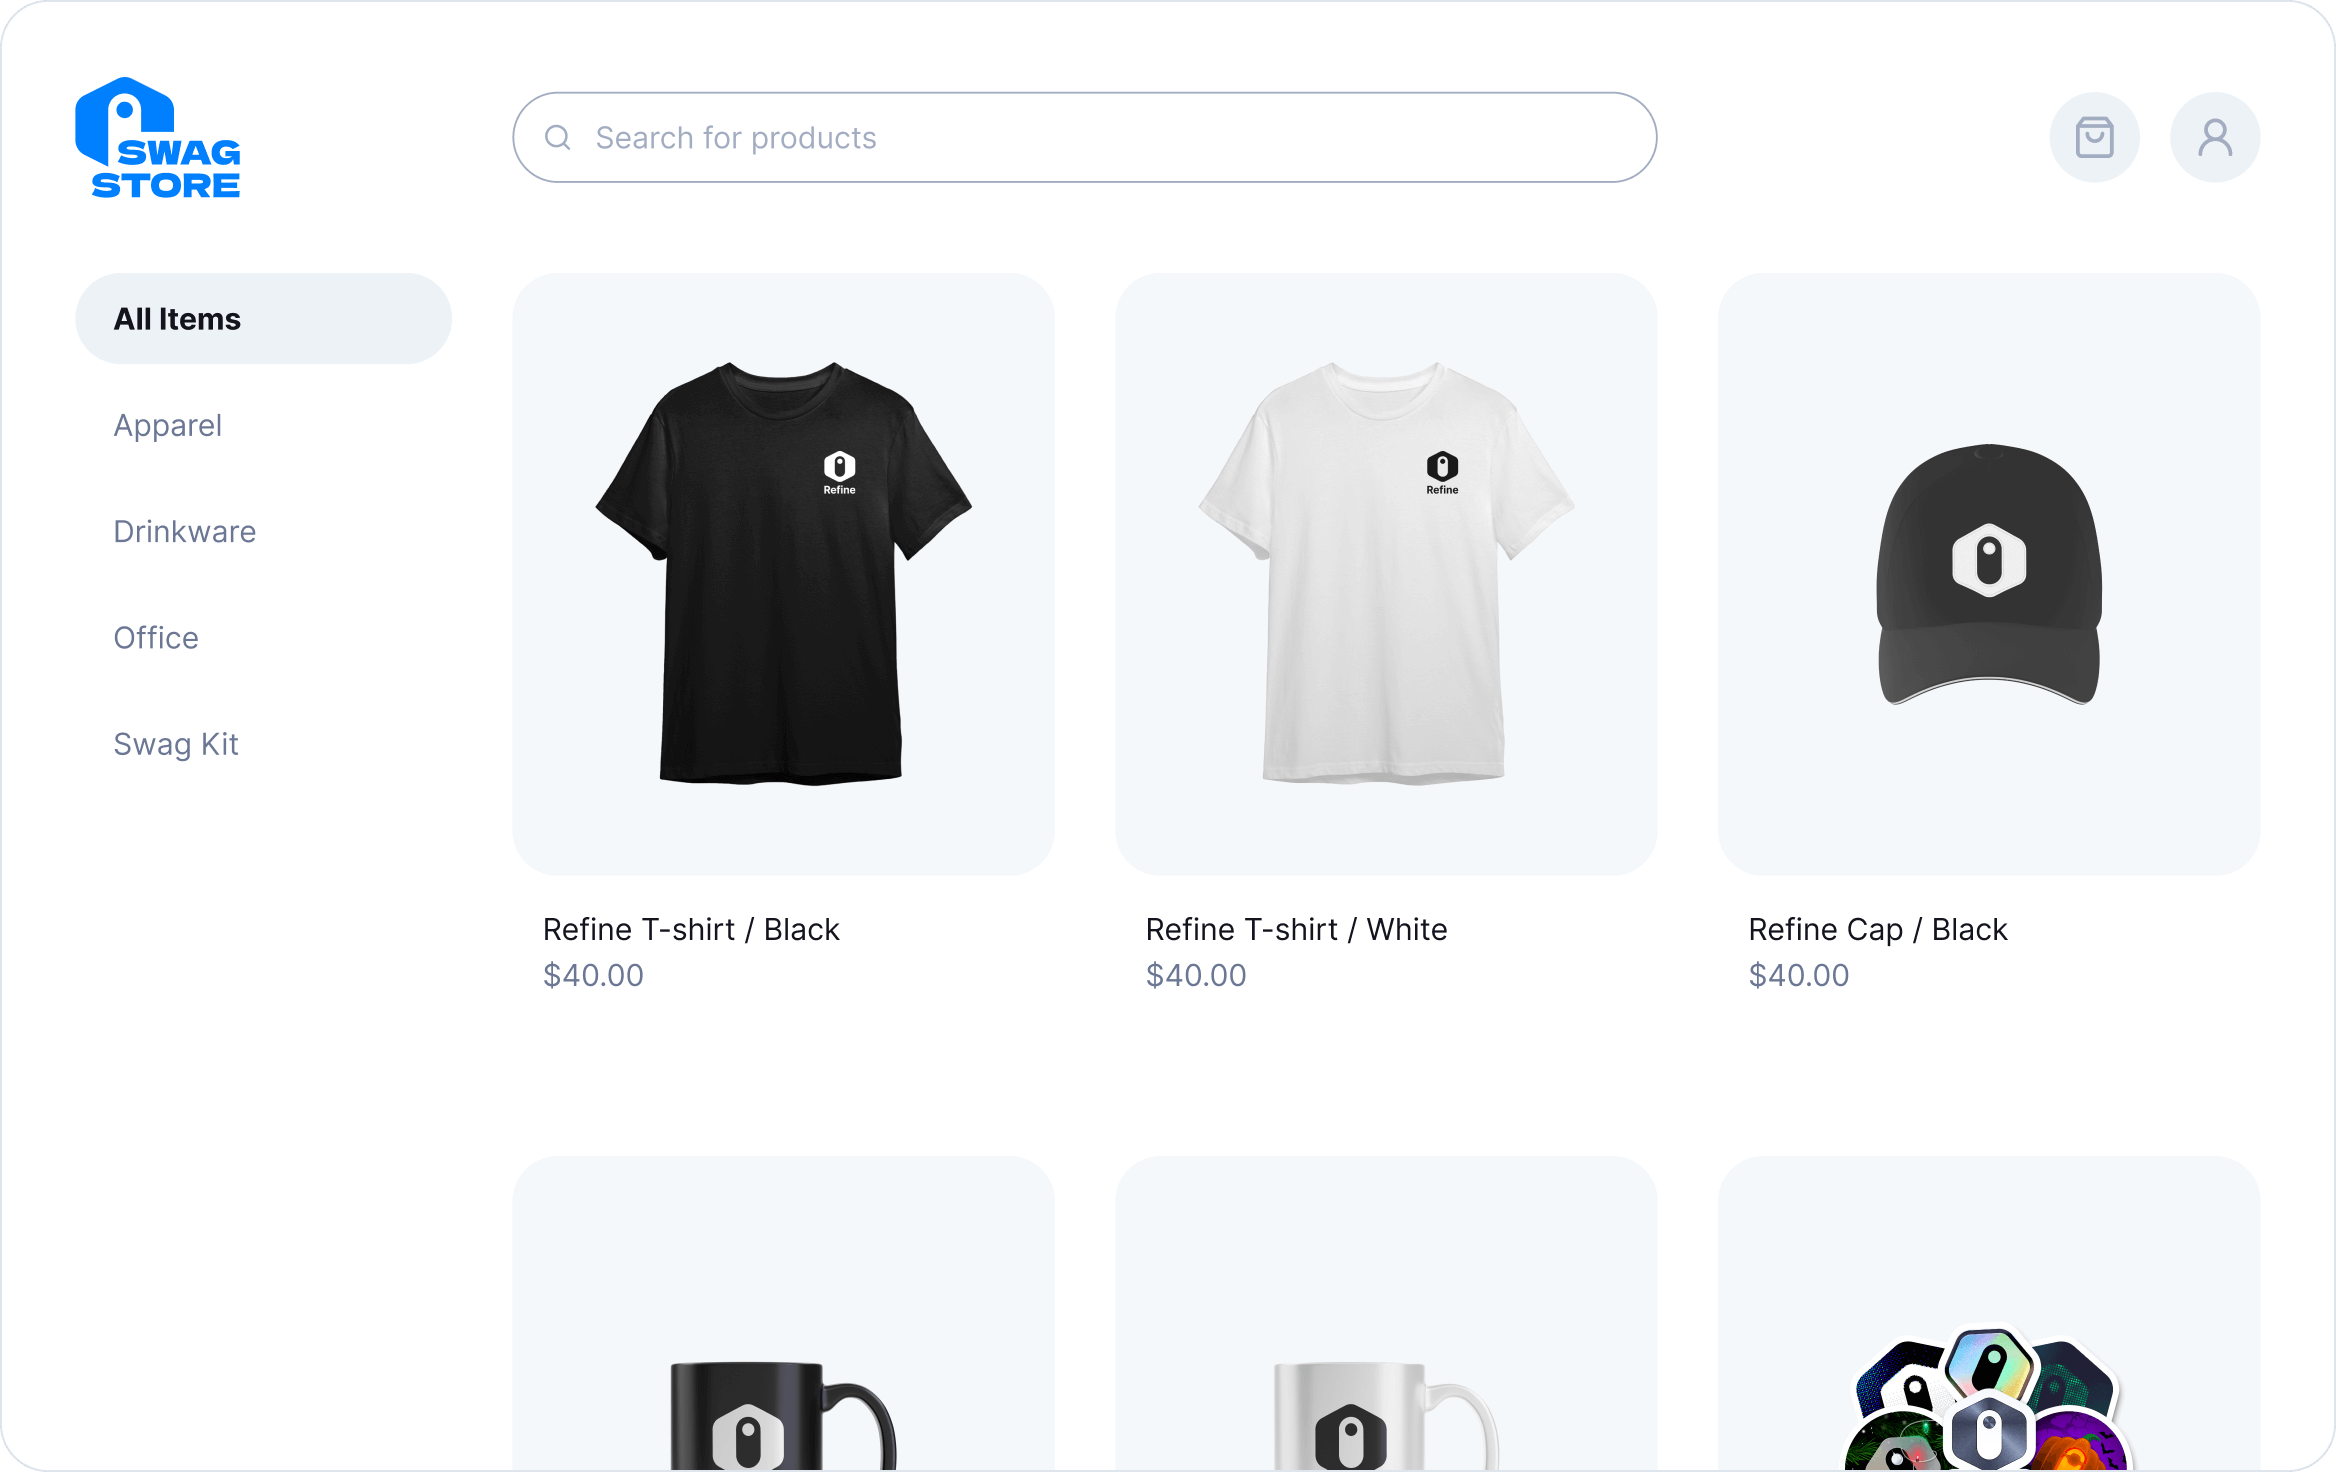 SWAG
STORE
Search for products
All Items
Apparel
Drinkware
Office
Swag Kit
Refine
Refine
Refine T-shirt / Black
$40.00
Refine T-shirt / White
$40.00
Refine Cap / Black
$40.00